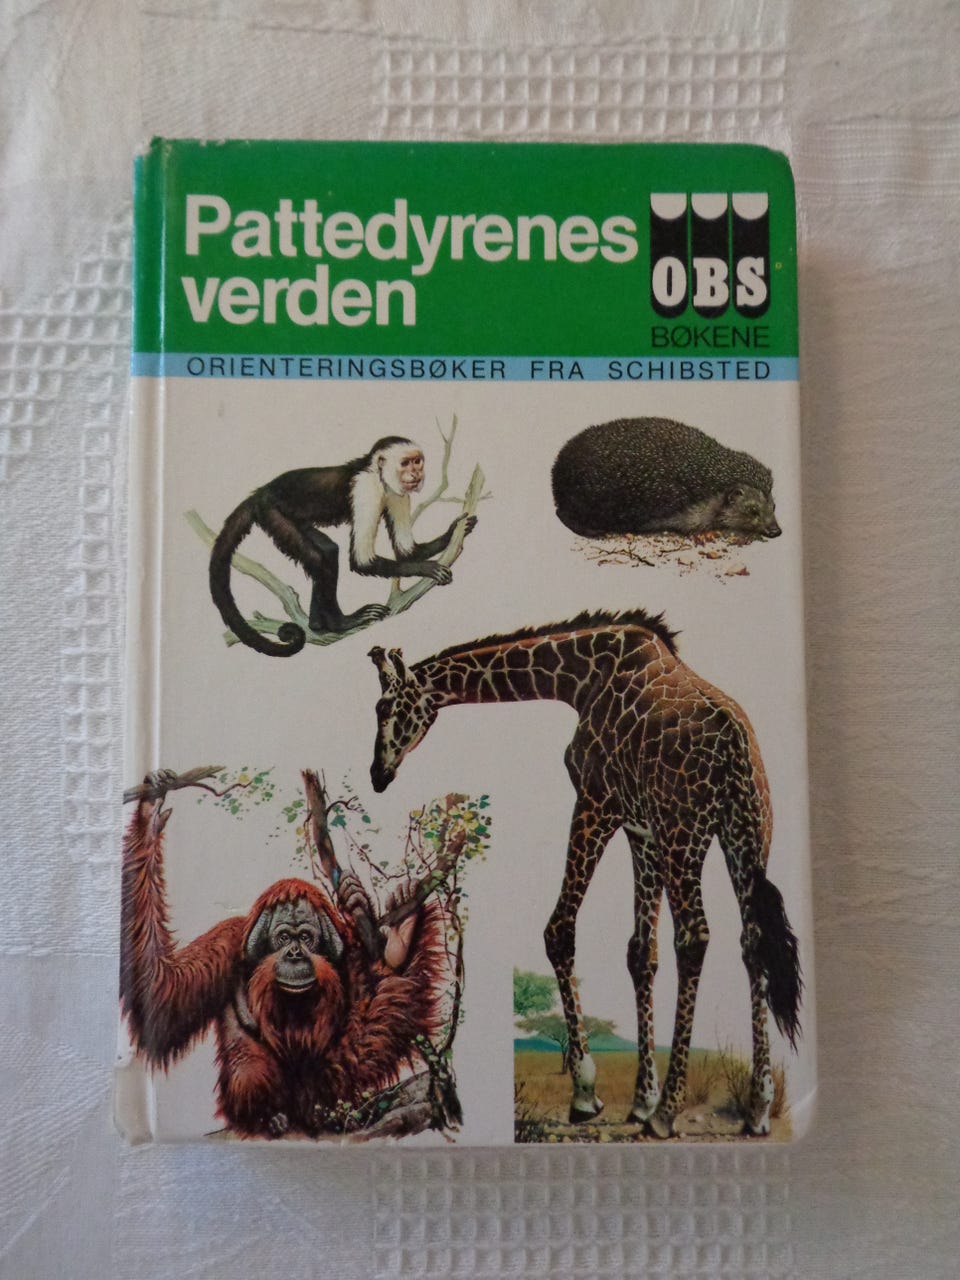 Pattedyrenes
verden
OBS
BØKENE
ORIENTERINGSBØKER FRA SCHIBSTED